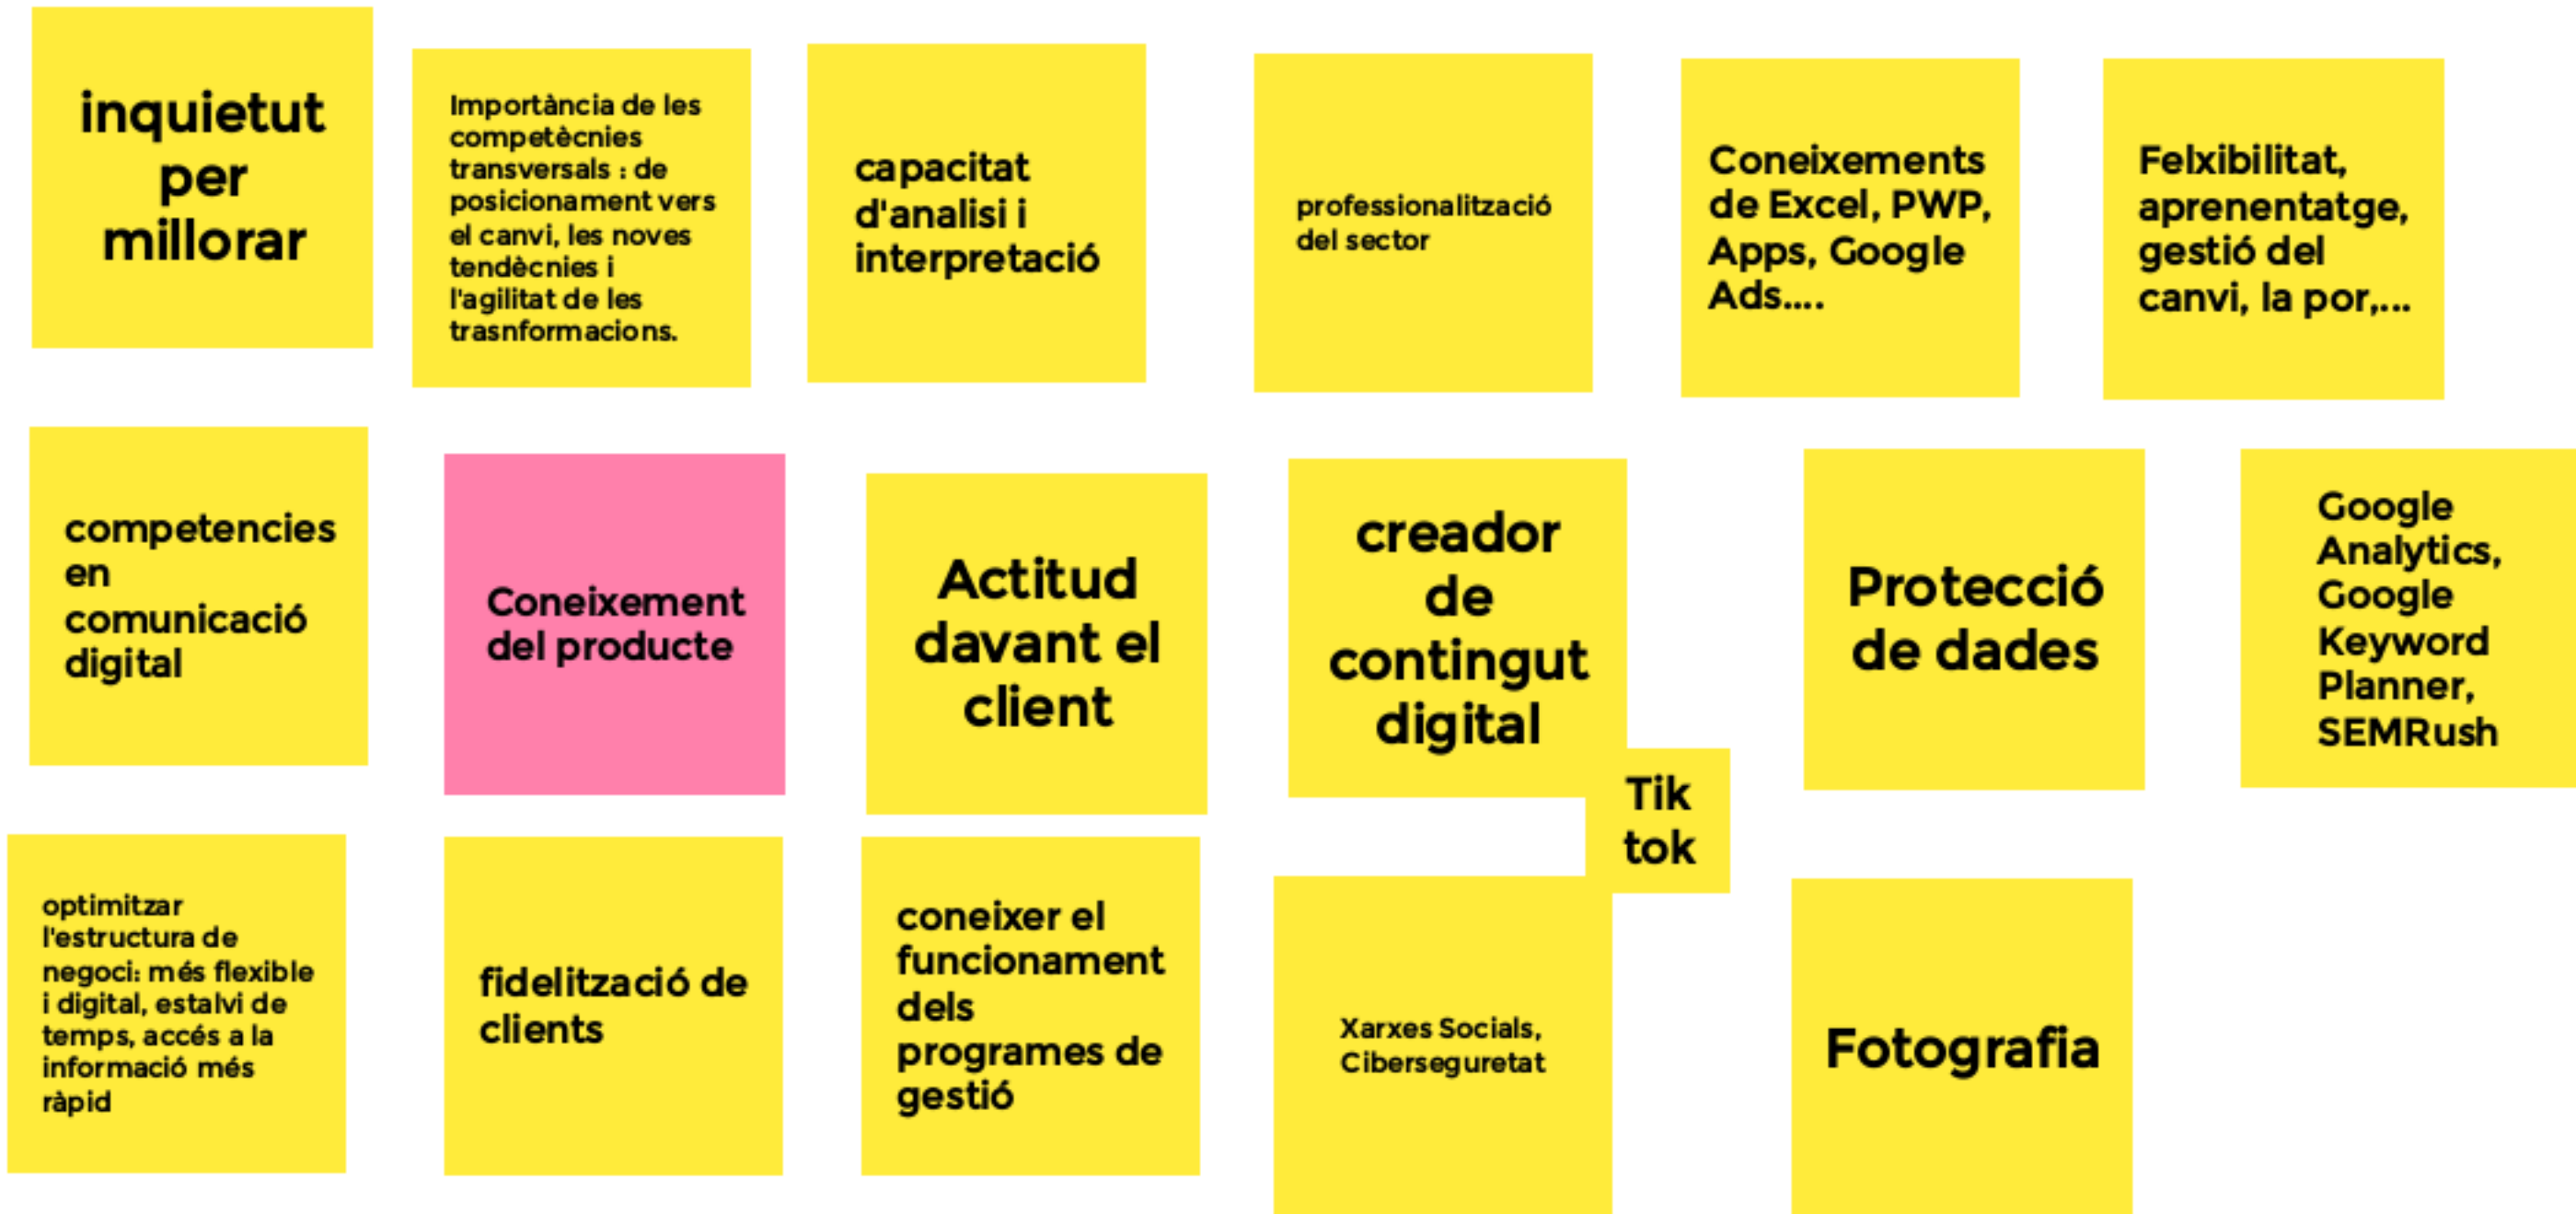 inquietut
per
millorar
Importància de les
competècnies
transversals : de
posicionament vers
el canvi, les noves
tendècnies i
l'agilitat de les
trasnformacions.
capacitat
d'analisi i
interpretació
professionalització
del sector
Coneixements
de Excel, PWP,
Apps, Google
Ads....
Felxibilitat,
aprenentatge,
gestió del
canvi, la por,...
competencies
en
comunicació
digital
Coneixement
del producte
Actitud
davant el
client
creador
de
contingut
digital
Tik
tok
Protecció
de dades
Google
Analytics,
Google
Keyword
Planner,
SEMRush
optimitzar
l'estructura de
negoci: més flexible
i digital, estalvi de
temps, accés a la
informació més
ràpid
fidelització de
clients
coneixer el
funcionament
dels
programes de
gestió
Xarxes Socials,
Ciberseguretat
Fotografia